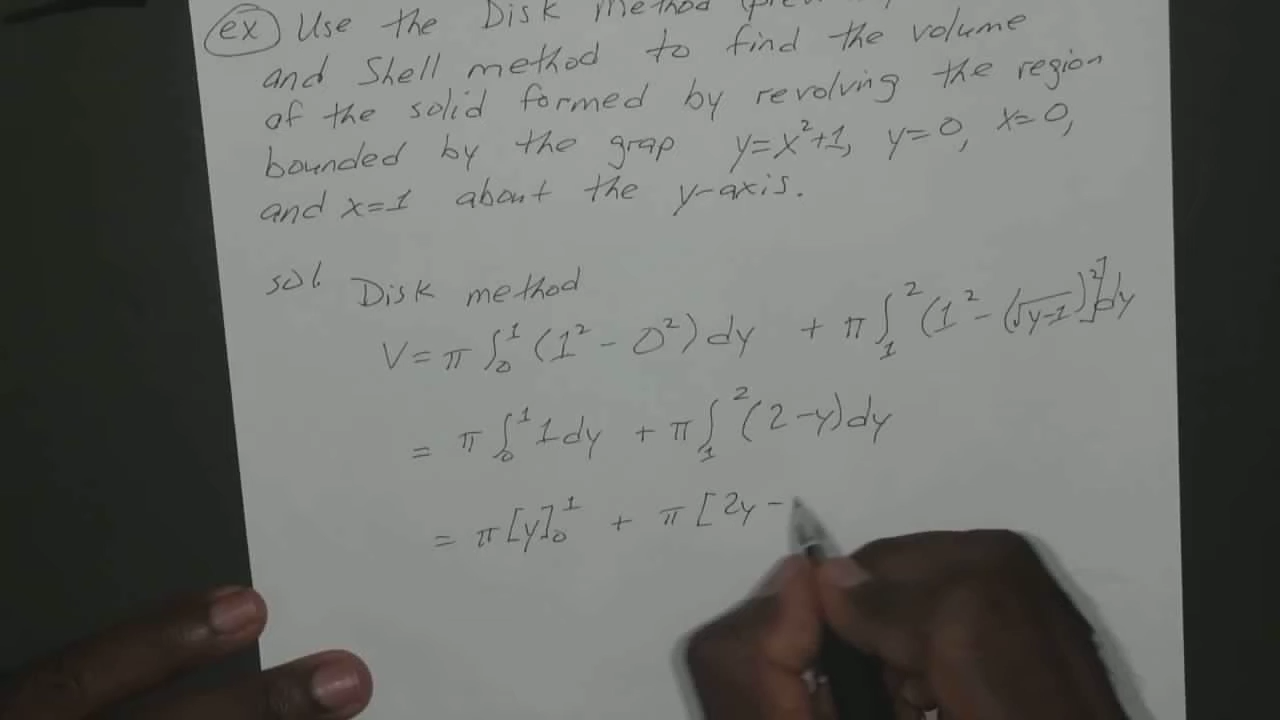 ex Use the Disk method
and Shell method to find the volume
of the solid formed by revolving the region
bounded by the grap y=x²+1, y=0, x=0,
and x=1 about the y-axis.
sol. Disk method
V = π ∫₀¹ (1² - 0²) dy + π ∫₁² (1² - (√y-1)²] dy
= π ∫₀¹ 1 dy + π ∫₁² (2 - y) dy
= π [y]₀¹ + π [2y -